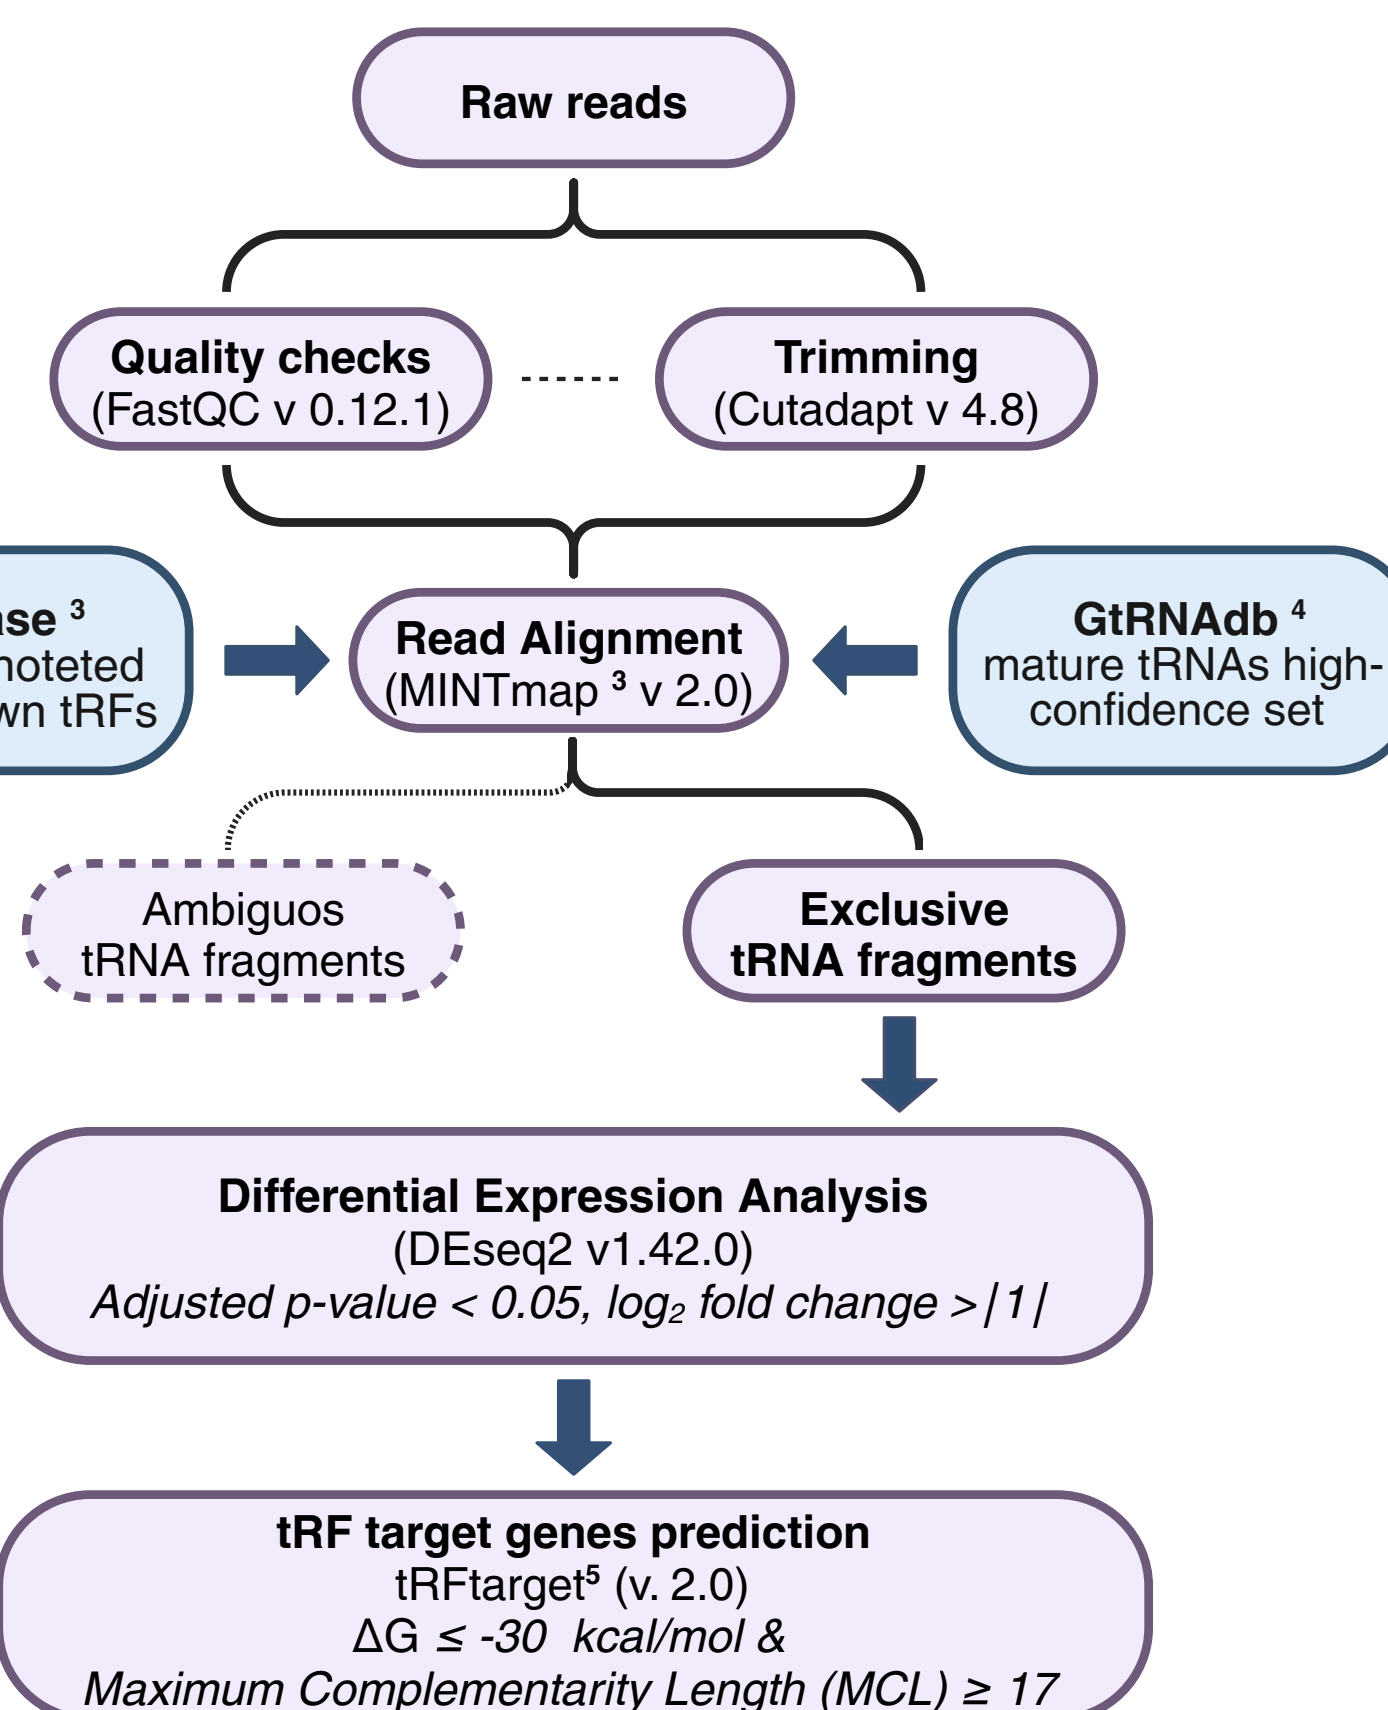 Raw reads
Quality checks
(FastQC v 0.12.1)
Trimming
(Cutadapt v 4.8)
ase ³
noteted
wn tRFs
Read Alignment
(MINTmap ³ v 2.0)
GtRNAdb ⁴
mature tRNAs high-
confidence set
Ambiguos
tRNA fragments
Exclusive
tRNA fragments
Differential Expression Analysis
(DEseq2 v1.42.0)
Adjusted p-value < 0.05, log₂ fold change >|1|
tRF target genes prediction
tRFtarget⁵ (v. 2.0)
ΔG ≤ -30 kcal/mol &
Maximum Complementarity Length (MCL) ≥ 17